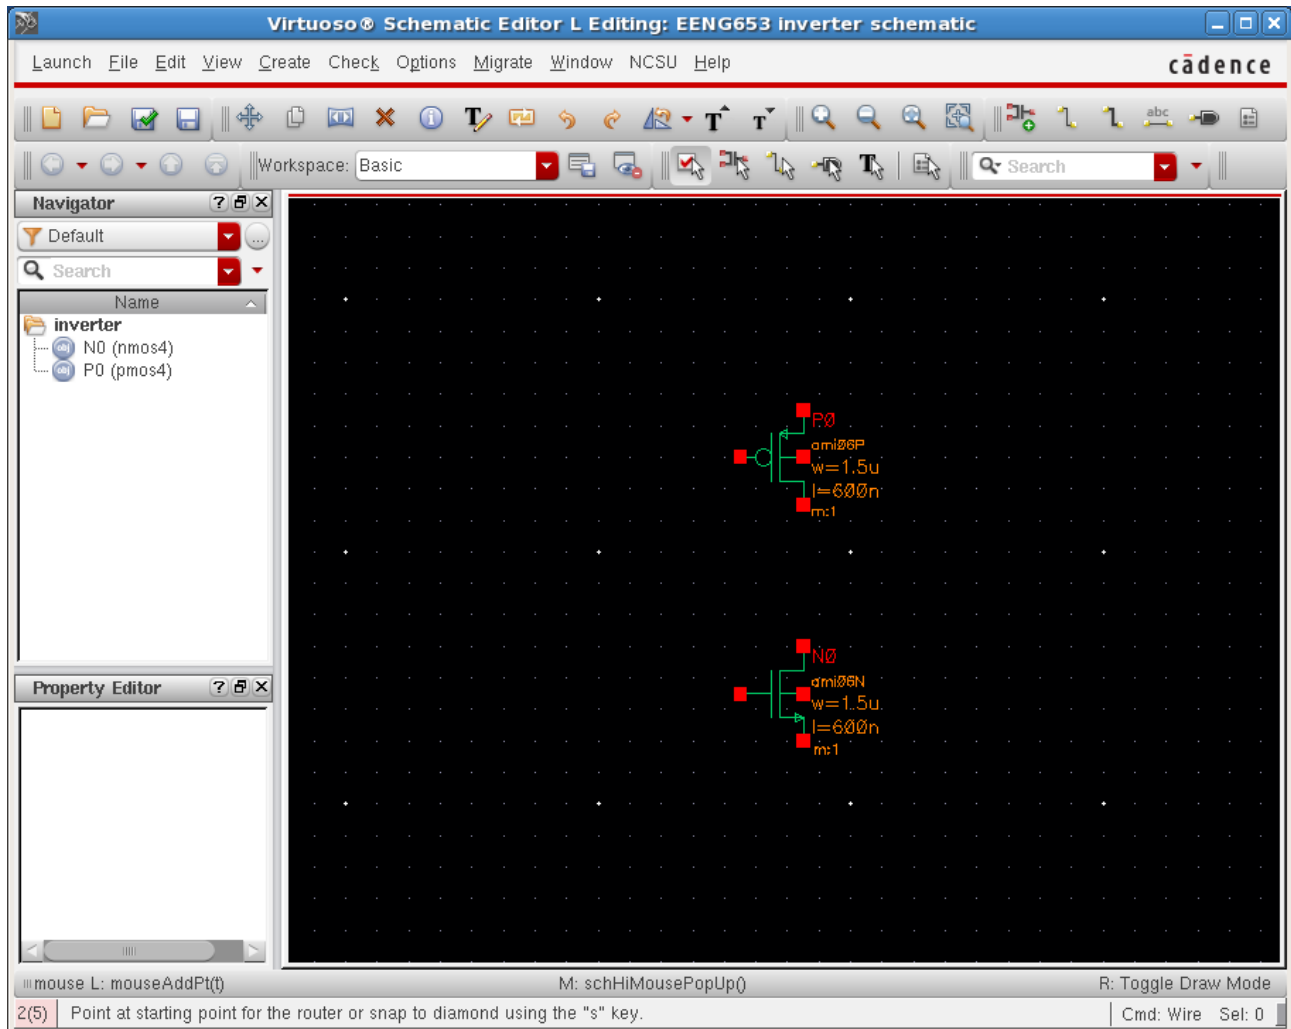 Virtuoso® Schematic Editor L Editing: EENG653 inverter schematic
Launch File Edit View Create Check Options Migrate Window NCSU Help cādence
abc
Workspace: Basic Search
Navigator
Default
Search
Name
inverter
N0 (nmos4)
P0 (pmos4)
P0
ami06P
w=1.5u
l=600n
m:1
N0
ami06N
w=1.5u
l=600n
m:1
Property Editor
mouse L: mouseAddPt(t) M: schHiMousePopUp() R: Toggle Draw Mode
2(5) Point at starting point for the router or snap to diamond using the "s" key. Cmd: Wire Sel: 0